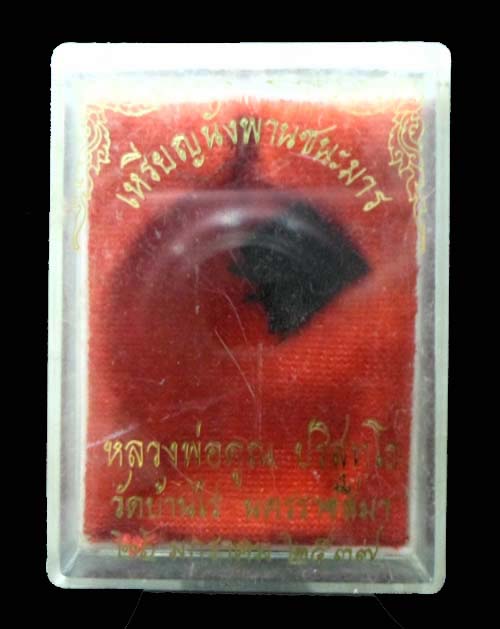 เหรียญนั่งพานชนะมาร
หลวงพ่อคูณ ปริสุทโธ
วัดบ้านไร่ นครราชสีมา
๒๖ มกราคม ๒๕๓๗